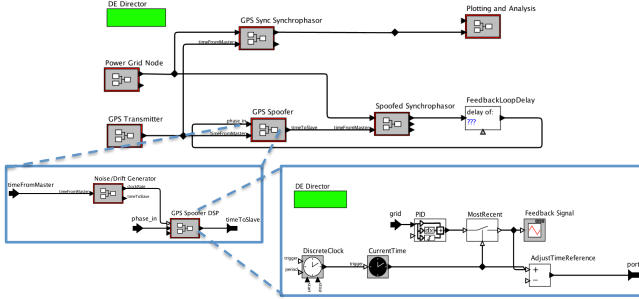 DE Director
GPS Sync Synchrophasor
Plotting and Analysis
timeFromMaster
Power Grid Node
GPS Transmitter
phase_in
GPS Spoofer
timeFromMaster
timeToSlave
Spoofed Synchrophasor
timeFromMaster
FeedbackLoopDelay
delay of:
???
Noise/Drift Generator
timeFromMaster
timeFromMaster
clockRate
timeToSlave
phase_in
GPS Spoofer DSP
timeToSlave
DE Director
grid
PID
MostRecent
Feedback Signal
DiscreteClock
CurrentTime
trigger
period
trigger
AdjustTimeReference
+
−
port